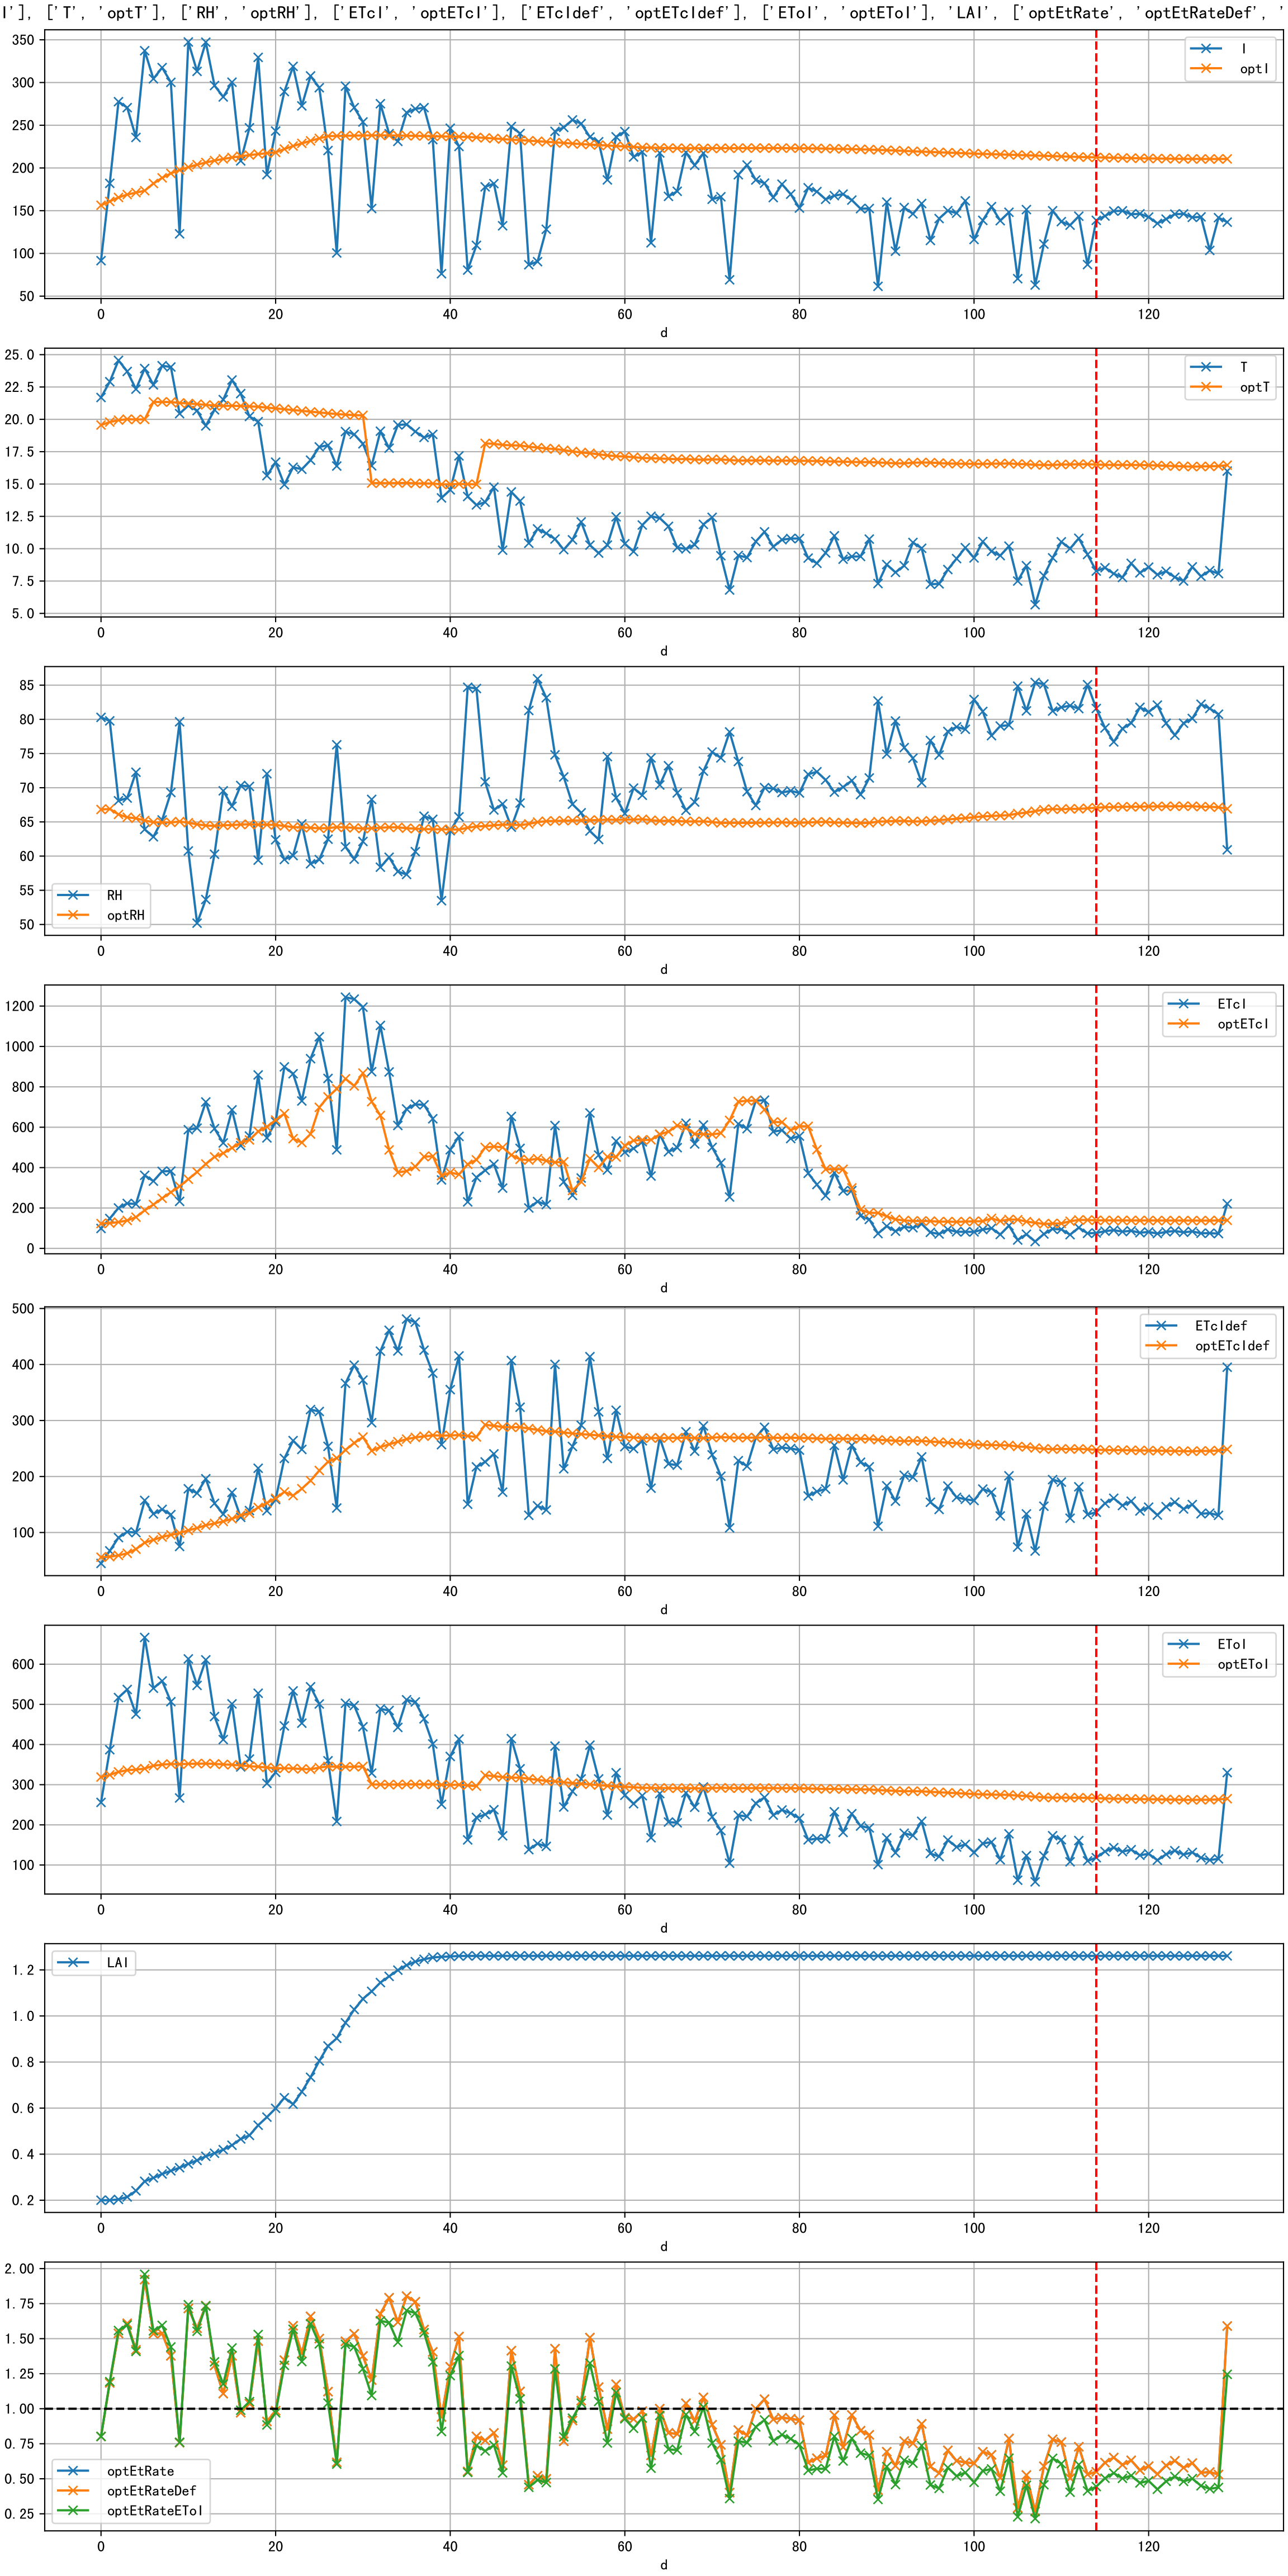 I'], ['T', 'optT'], ['RH', 'optRH'], ['ETcI', 'optETcI'], ['ETcIdef', 'optETcIdef'], ['EToI', 'optEToI'], 'LAI', ['optEtRate', 'optEtRateDef', '
350
300
250
200
150
100
50
I
optI
0 20 40 60 80 100 120
d
25.0
22.5
20.0
17.5
15.0
12.5
10.0
7.5
5.0
T
optT
0 20 40 60 80 100 120
d
85
80
75
70
65
60
55
50
RH
optRH
0 20 40 60 80 100 120
d
1200
1000
800
600
400
200
0
ETcI
optETcI
0 20 40 60 80 100 120
d
500
400
300
200
100
ETcIdef
optETcIdef
0 20 40 60 80 100 120
d
600
500
400
300
200
100
EToI
optEToI
0 20 40 60 80 100 120
d
1.2
1.0
0.8
0.6
0.4
0.2
LAI
0 20 40 60 80 100 120
d
2.00
1.75
1.50
1.25
1.00
0.75
0.50
0.25
optEtRate
optEtRateDef
optEtRateEToI
0 20 40 60 80 100 120
d